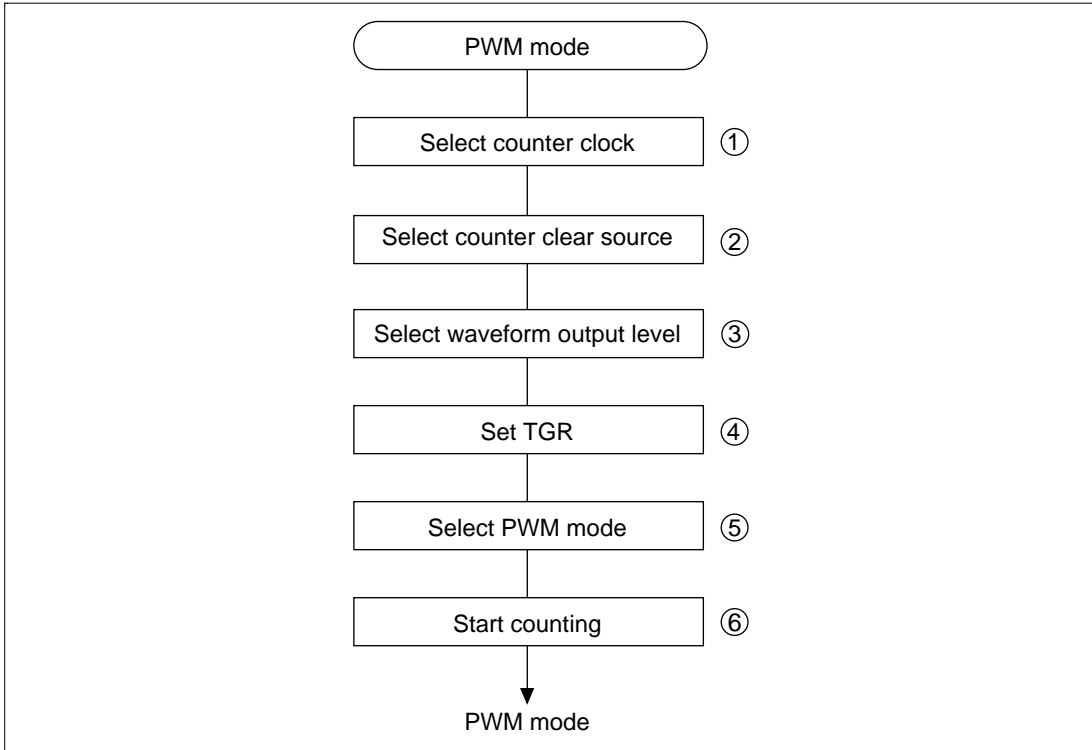 PWM mode
Select counter clock ①
Select counter clear source ②
Select waveform output level ③
Set TGR ④
Select PWM mode ⑤
Start counting ⑥
PWM mode